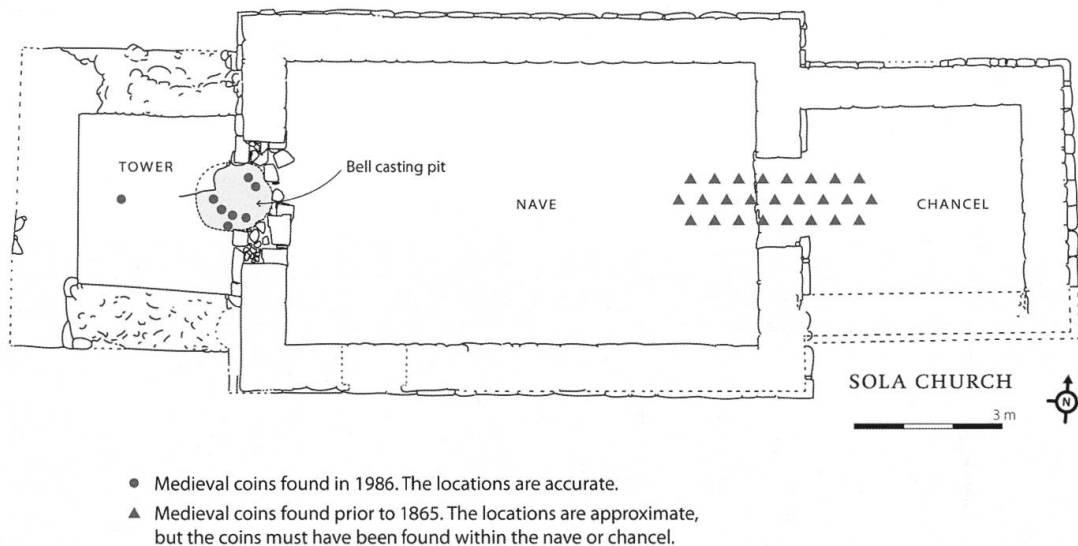 TOWER
Bell casting pit
NAVE
CHANCEL
SOLA CHURCH
N
3 m
● Medieval coins found in 1986. The locations are accurate.
▲ Medieval coins found prior to 1865. The locations are approximate,
but the coins must have been found within the nave or chancel.